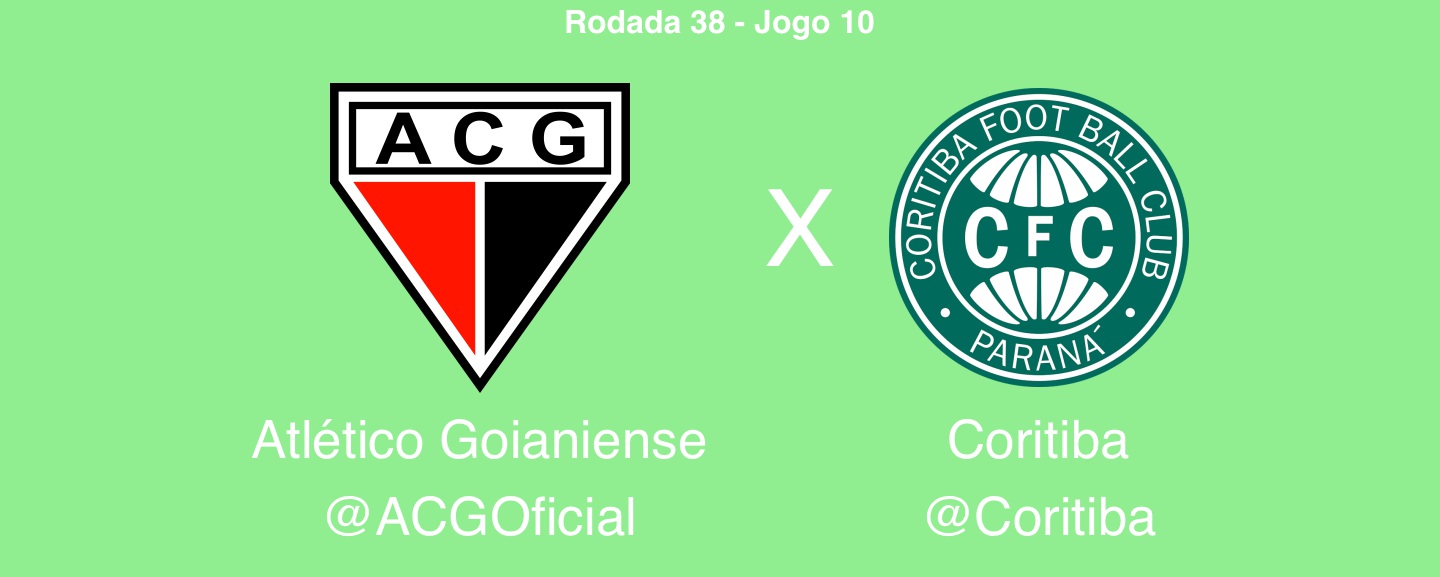 Rodada 38 - Jogo 10
ACG
X
CORITIBA FOOT BALL CLUB
CFC
PARANÁ
Atlético Goianiense
Coritiba
@ACGOficial
@Coritiba